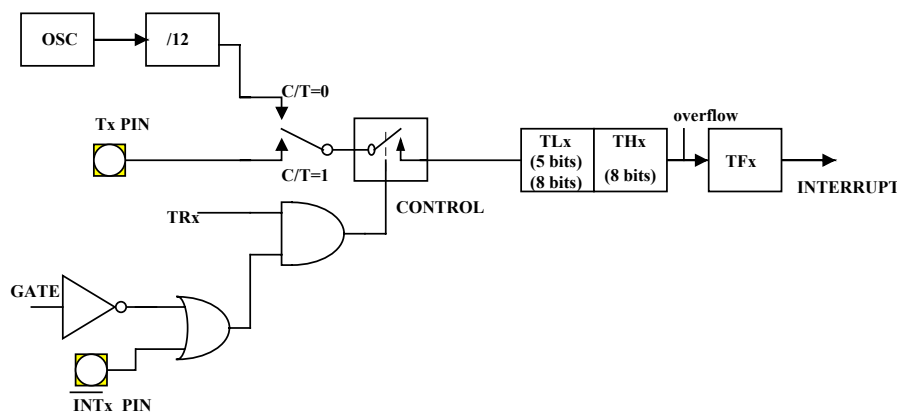 OSC
/12
C/T=0
Tx PIN
C/T=1
overflow
TLx
(5 bits)
(8 bits)
THx
(8 bits)
TFx
INTERRUPT
CONTROL
TRx
GATE
INTx PIN